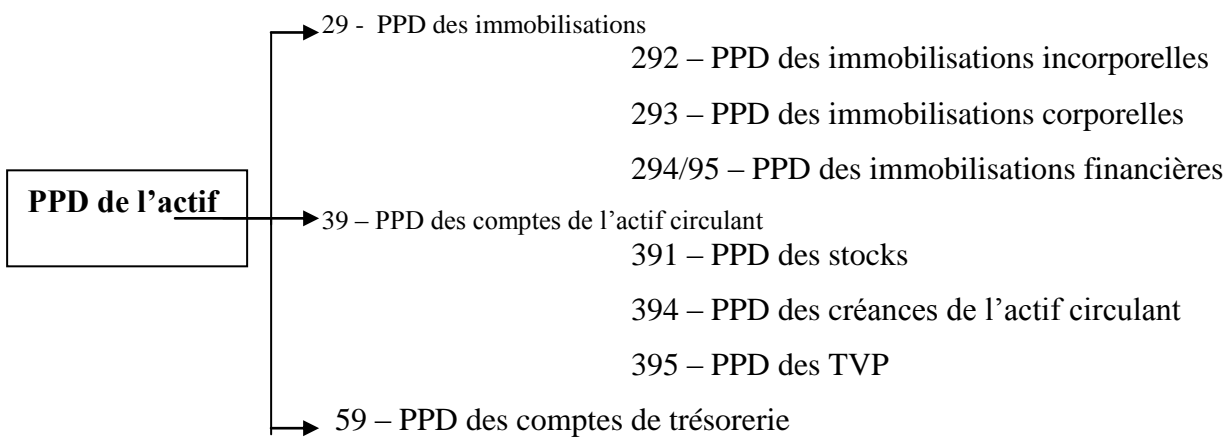 29 - PPD des immobilisations
292 – PPD des immobilisations incorporelles
293 – PPD des immobilisations corporelles
294/95 – PPD des immobilisations financières
PPD de l’actif
39 – PPD des comptes de l’actif circulant
391 – PPD des stocks
394 – PPD des créances de l’actif circulant
395 – PPD des TVP
59 – PPD des comptes de trésorerie